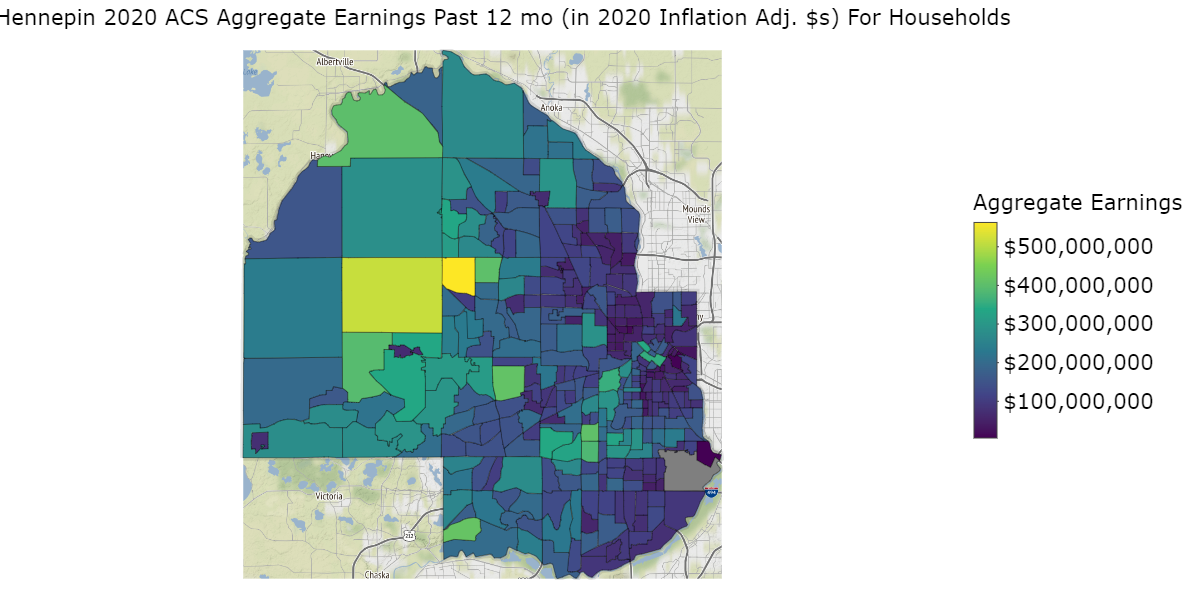 Hennepin 2020 ACS Aggregate Earnings Past 12 mo (in 2020 Inflation Adj. $s) For Households
Albertville
Anoka
Mounds
View
Aggregate Earnings
$500,000,000
$400,000,000
$300,000,000
$200,000,000
$100,000,000
Victoria
494
212
Chaska